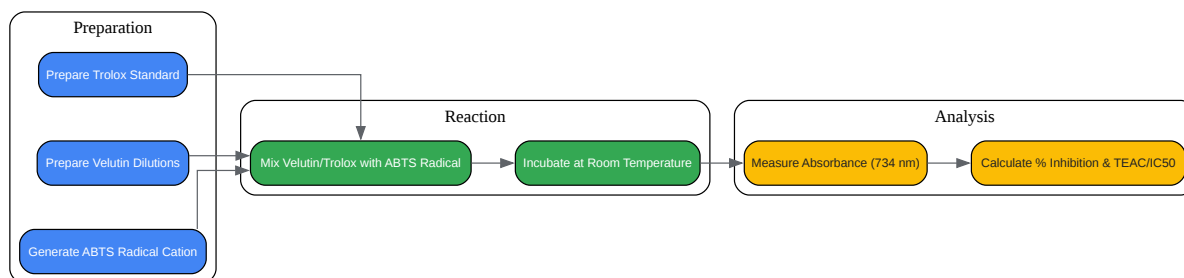 Preparation
Prepare Trolox Standard
Prepare Velutin Dilutions
Generate ABTS Radical Cation
Reaction
Mix Velutin/Trolox with ABTS Radical
Incubate at Room Temperature
Analysis
Measure Absorbance (734 nm)
Calculate % Inhibition & TEAC/IC50